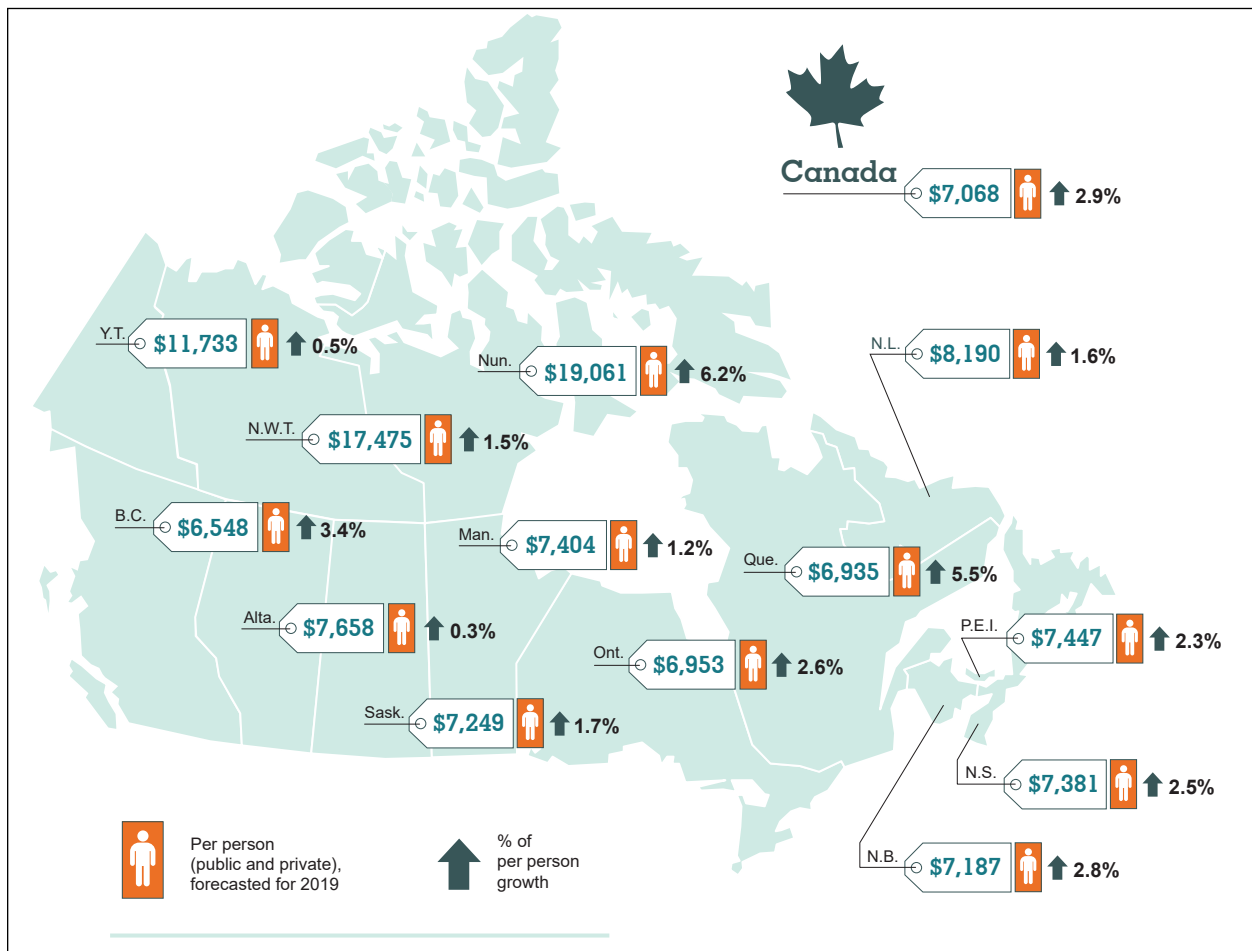 Canada
$7,068 2.9%
Y.T. $11,733 0.5%
Nun. $19,061 6.2%
N.L. $8,190 1.6%
N.W.T. $17,475 1.5%
B.C. $6,548 3.4%
Man. $7,404 1.2%
Que. $6,935 5.5%
Alta. $7,658 0.3%
P.E.I. $7,447 2.3%
Ont. $6,953 2.6%
Sask. $7,249 1.7%
N.S. $7,381 2.5%
N.B. $7,187 2.8%
Per person
(public and private),
forecasted for 2019
% of
per person
growth